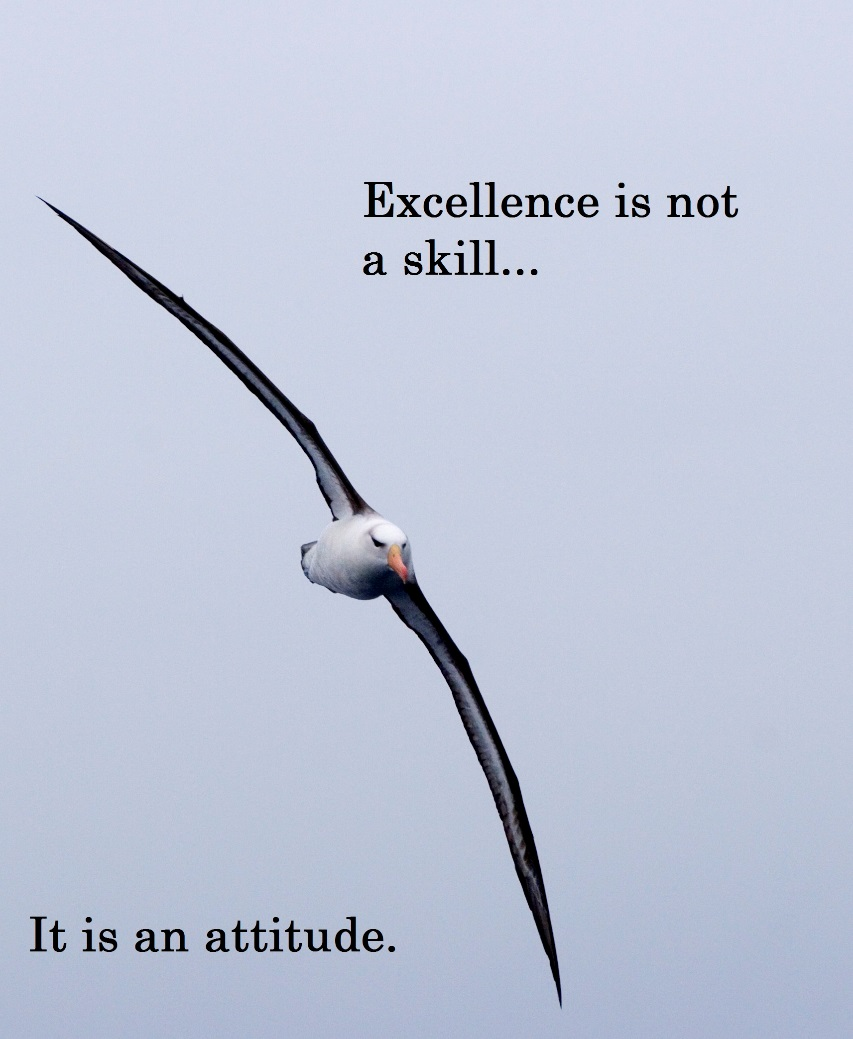 Excellence is not
a skill...
It is an attitude.